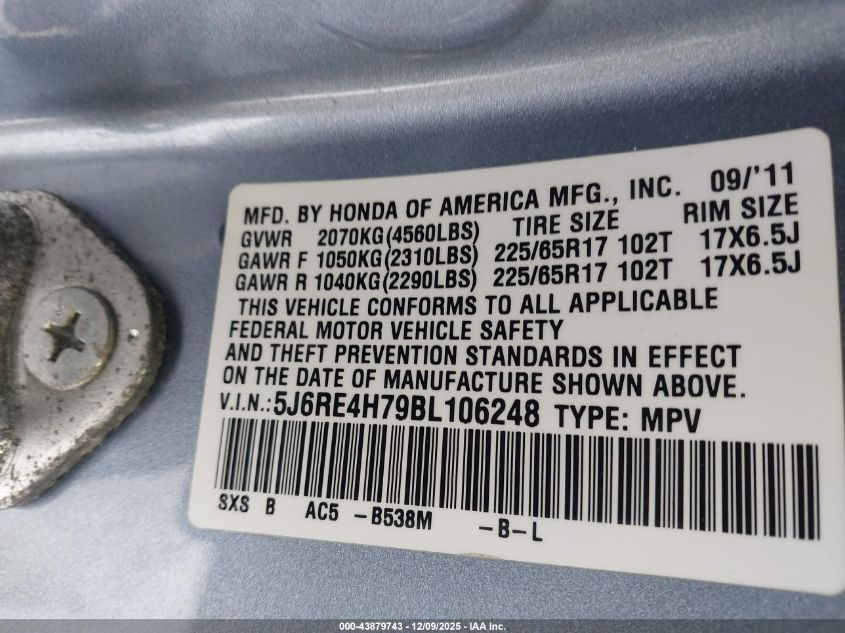 MFD. BY HONDA OF AMERICA MFG., INC. 09/'11
GVWR 2070KG(4560LBS) TIRE SIZE RIM SIZE
GAWR F 1050KG(2310LBS) 225/65R17 102T 17X6.5J
GAWR R 1040KG(2290LBS) 225/65R17 102T 17X6.5J
THIS VEHICLE CONFORMS TO ALL APPLICABLE
FEDERAL MOTOR VEHICLE SAFETY
AND THEFT PREVENTION STANDARDS IN EFFECT
ON THE DATE OF MANUFACTURE SHOWN ABOVE.
V.I.N.:5J6RE4H79BL106248 TYPE: MPV
SXS B AC5 -B538M -B-L
000-43879743 | 12/09/2025 - IAA Inc.